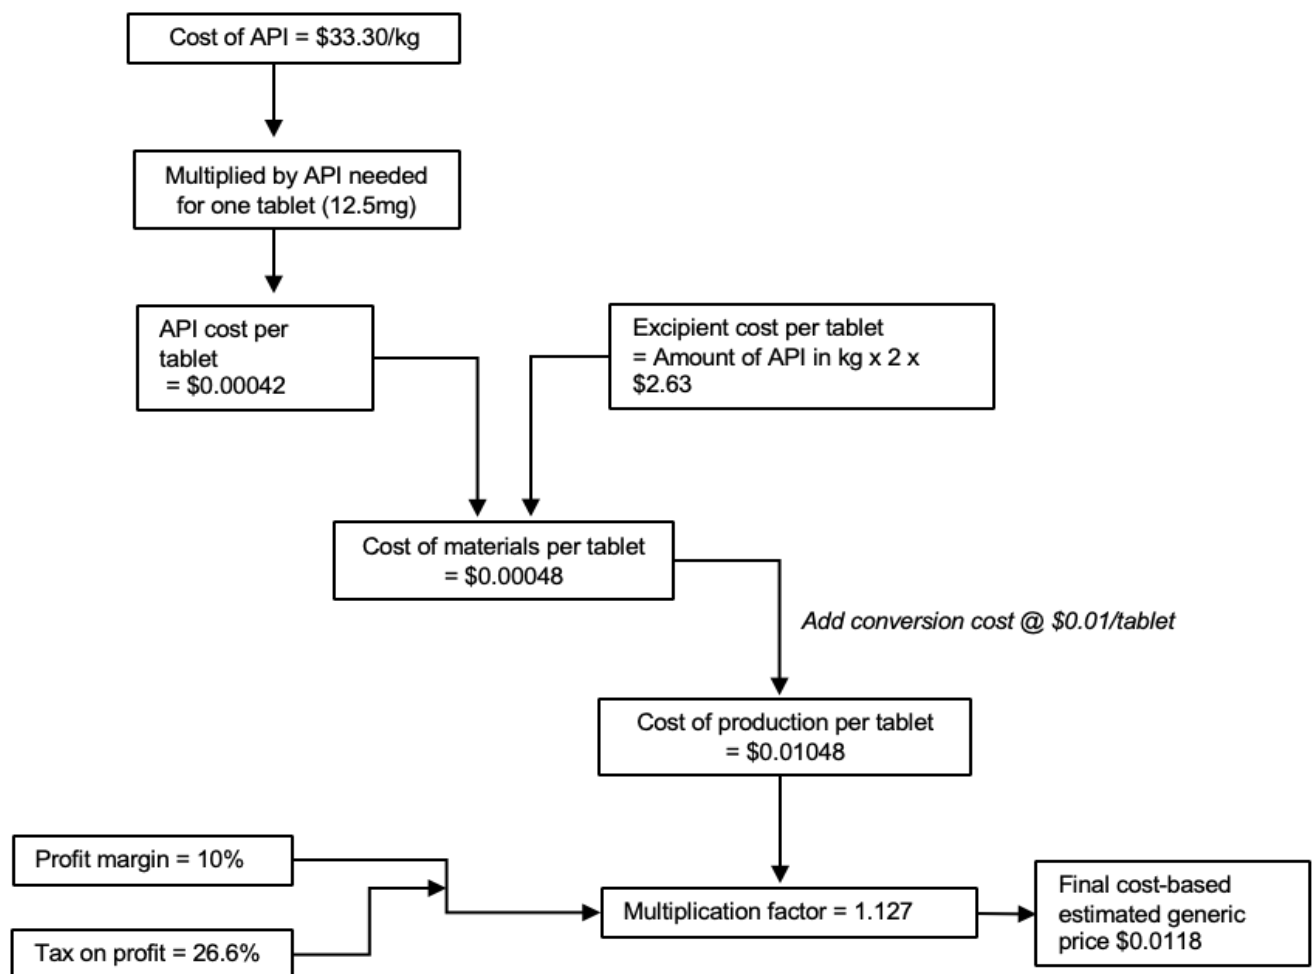 Cost of API = $33.30/kg
Multiplied by API needed
for one tablet (12.5mg)
API cost per
tablet
= $0.00042
Excipient cost per tablet
= Amount of API in kg x 2 x
$2.63
Cost of materials per tablet
= $0.00048
Add conversion cost @ $0.01/tablet
Cost of production per tablet
= $0.01048
Profit margin = 10%
Tax on profit = 26.6%
Multiplication factor = 1.127
Final cost-based
estimated generic
price $0.0118